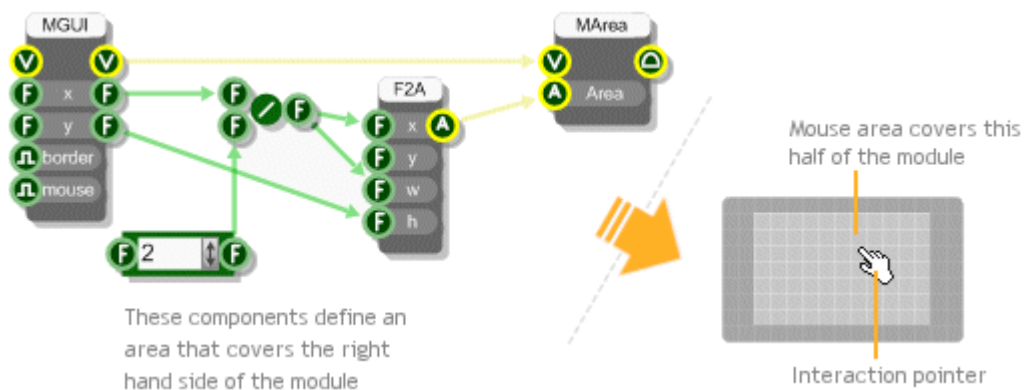 MGUI
MArea
V
V
V
F
x
F
F
F
F2A
A
Area
F
y
F
F
F
x
A
border
F
y
mouse
F
w
F
h
F
2
F
These components define an
area that covers the right
hand side of the module
Mouse area covers this
half of the module
Interaction pointer